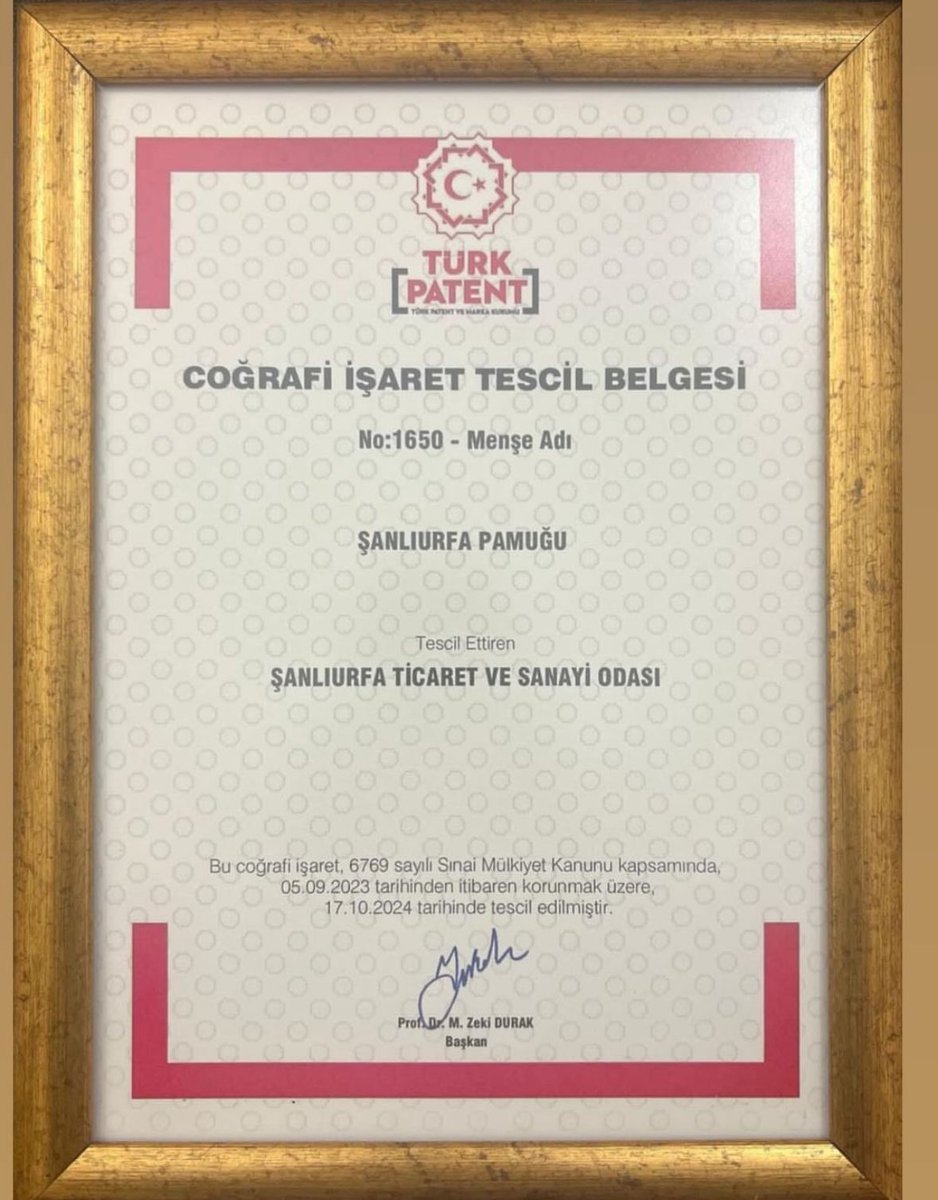 TÜRK
PATENT
TÜRK PATENT VE MARKA KURUMU
COĞRAFİ İŞARET TESCİL BELGESİ
No:1650 - Menşe Adı
ŞANLIURFA PAMUĞU
Tescil Ettiren
ŞANLIURFA TİCARET VE SANAYİ ODASI
Bu coğrafi işaret, 6769 sayılı Sınai Mülkiyet Kanunu kapsamında,
05.09.2023 tarihinden itibaren korunmak üzere,
17.10.2024 tarihinde tescil edilmiştir.
Prof. Dr. M. Zeki DURAK
Başkan